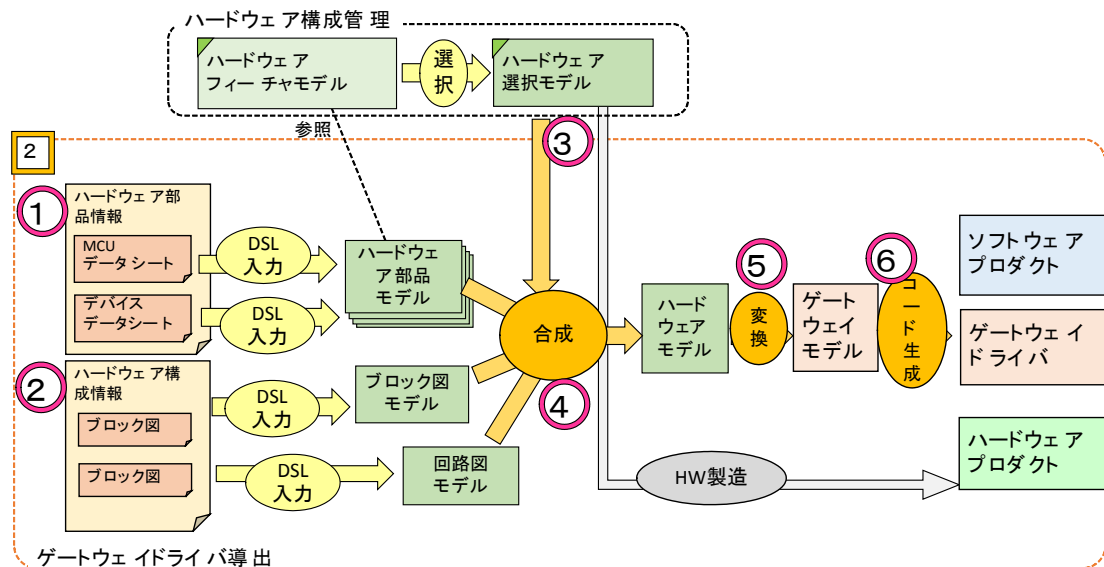 ハードウェア構成管理
ハードウェア
フィーチャモデル
選
択
ハードウェア
選択モデル
参照
③
2
①
ハードウェア部
品情報
MCU
データシート
デバイス
データシート
DSL
入力
DSL
入力
ハードウェ
ア部品
モデル
②
ハードウェア構
成情報
ブロック図
ブロック図
DSL
入力
ブロック図
モデル
DSL
入力
回路図
モデル
合成
④
ハード
ウェア
モデル
⑤
変
換
ゲート
ウェイ
モデル
⑥
コ
ー
ド
生
成
ソフトウェア
プロダクト
ゲートウェイ
ドライバ
HW製造
ハードウェア
プロダクト
ゲートウェイドライバ導出